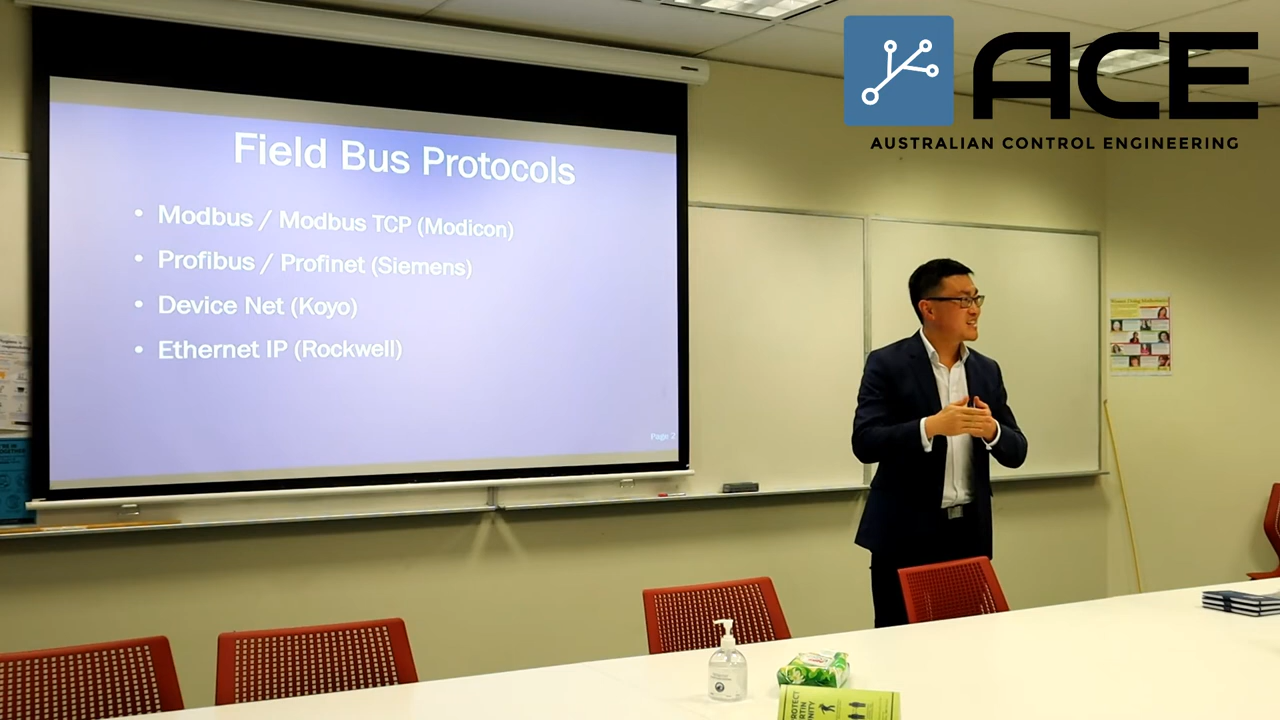 ACE
AUSTRALIAN CONTROL ENGINEERING
Field Bus Protocols
• Modbus / Modbus TCP (Modicon)
• Profibus / Profinet (Siemens)
• Device Net (Koyo)
• Ethernet IP (Rockwell)
Page 2